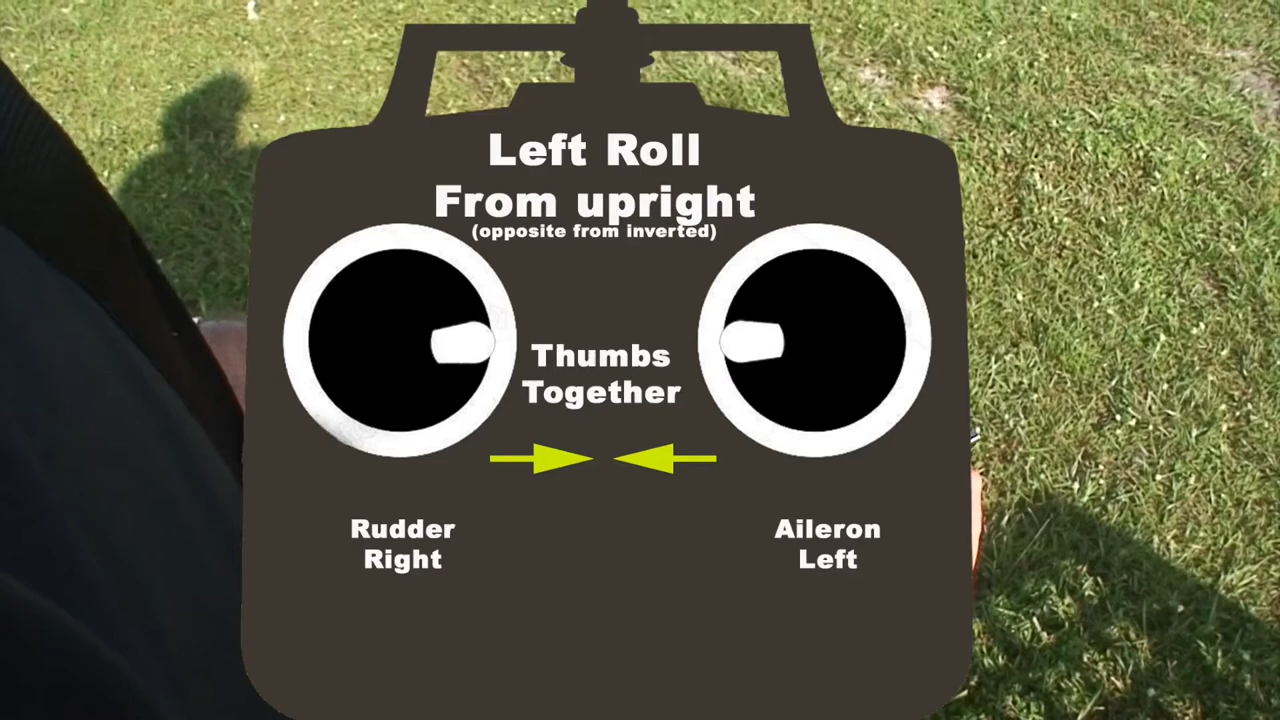 Left Roll
From upright
(opposite from inverted)
Thumbs
Together
Rudder
Right
Aileron
Left